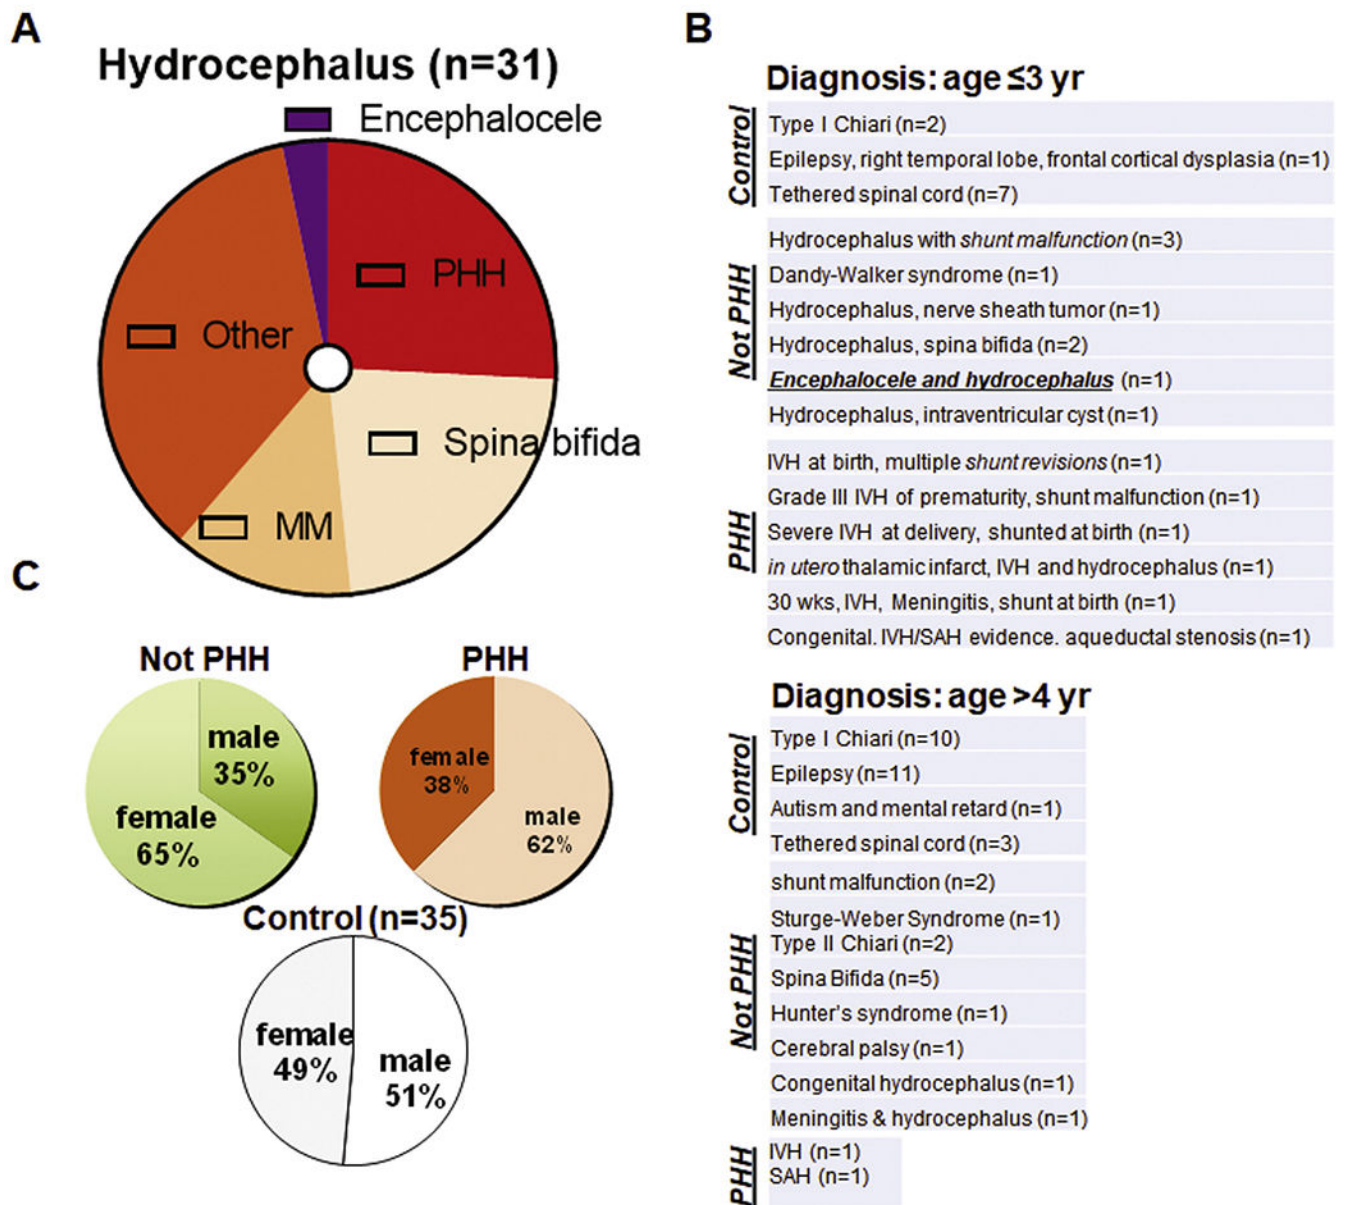 A
Hydrocephalus (n=31)
Encephalocele
PHH
Other
Spina bifida
MM
B
Diagnosis: age ≤3 yr
Control
Type I Chiari (n=2)
Epilepsy, right temporal lobe, frontal cortical dysplasia (n=1)
Tethered spinal cord (n=7)
Not PHH
Hydrocephalus with shunt malfunction (n=3)
Dandy-Walker syndrome (n=1)
Hydrocephalus, nerve sheath tumor (n=1)
Hydrocephalus, spina bifida (n=2)
Encephalocele and hydrocephalus (n=1)
Hydrocephalus, intraventricular cyst (n=1)
PHH
IVH at birth, multiple shunt revisions (n=1)
Grade III IVH of prematurity, shunt malfunction (n=1)
Severe IVH at delivery, shunted at birth (n=1)
in utero thalamic infarct, IVH and hydrocephalus (n=1)
30 wks, IVH, Meningitis, shunt at birth (n=1)
Congenital. IVH/SAH evidence. aqueductal stenosis (n=1)
Diagnosis: age >4 yr
Control
Type I Chiari (n=10)
Epilepsy (n=11)
Autism and mental retard (n=1)
Tethered spinal cord (n=3)
Not PHH
shunt malfunction (n=2)
Sturge-Weber Syndrome (n=1)
Type II Chiari (n=2)
Spina Bifida (n=5)
Hunter's syndrome (n=1)
Cerebral palsy (n=1)
Congenital hydrocephalus (n=1)
Meningitis & hydrocephalus (n=1)
PHH
IVH (n=1)
SAH (n=1)
C
Not PHH
male
35%
female
65%
PHH
female
38%
male
62%
Control (n=35)
female
49%
male
51%